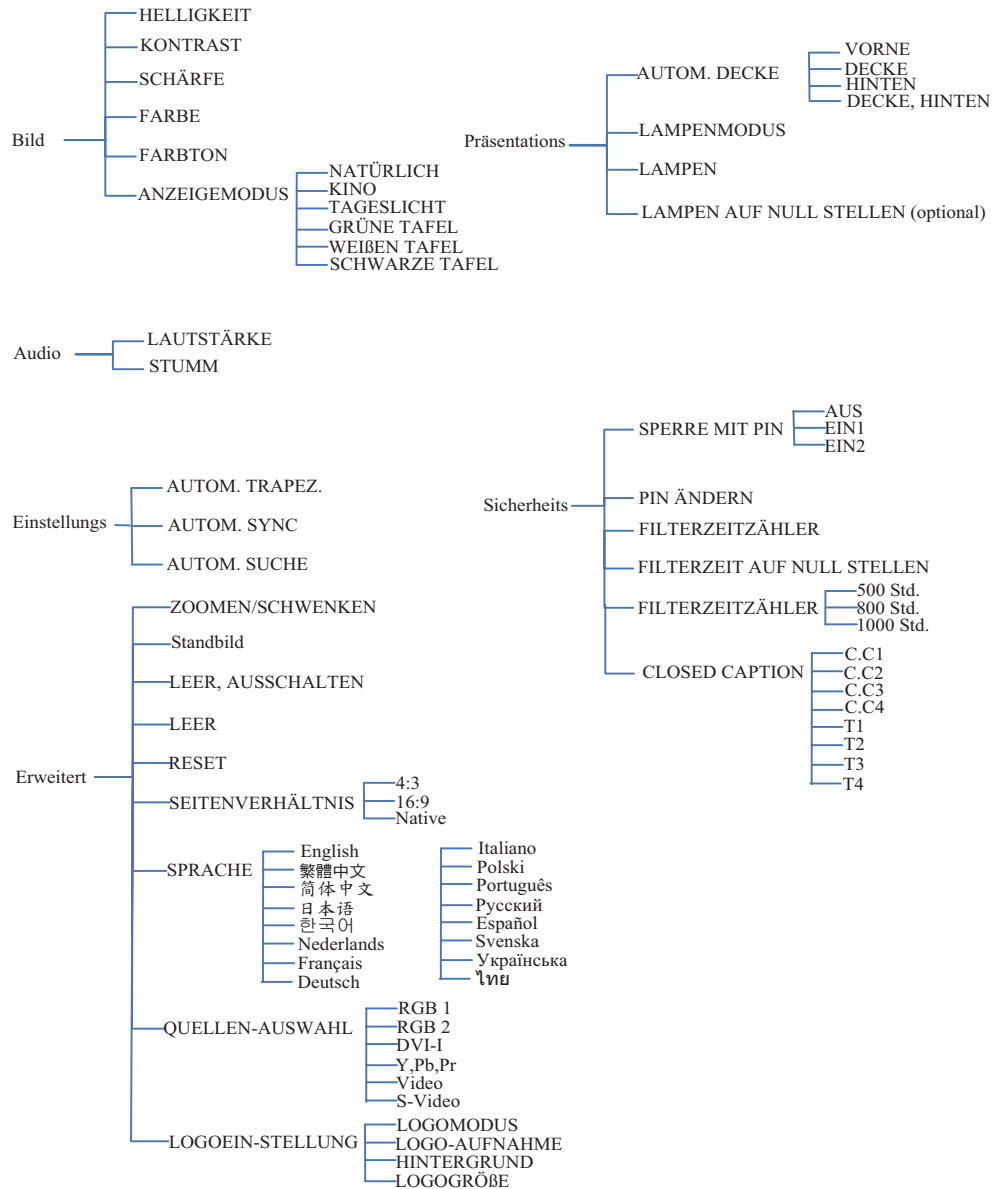 Bild
HELLIGKEIT
KONTRAST
SCHÄRFE
FARBE
FARBTON
ANZEIGEMODUS
NATÜRLICH
KINO
TAGESLICHT
GRÜNE TAFEL
WEIßEN TAFEL
SCHWARZE TAFEL
Präsentations
AUTOM. DECKE
VORNE
DECKE
HINTEN
DECKE, HINTEN
LAMPENMODUS
LAMPEN
LAMPEN AUF NULL STELLEN (optional)
Audio
LAUTSTÄRKE
STUMM
Einstellungs
AUTOM. TRAPEZ.
AUTOM. SYNC
AUTOM. SUCHE
Sicherheits
SPERRE MIT PIN
AUS
EIN1
EIN2
PIN ÄNDERN
FILTERZEITZÄHLER
FILTERZEIT AUF NULL STELLEN
FILTERZEITZÄHLER
500 Std.
800 Std.
1000 Std.
CLOSED CAPTION
C.C1
C.C2
C.C3
C.C4
T1
T2
T3
T4
Erweitert
ZOOMEN/SCHWENKEN
Standbild
LEER, AUSSCHALTEN
LEER
RESET
SEITENVERHÄLTNIS
4:3
16:9
Native
SPRACHE
English
繁體中文
简体中文
日本语
한국어
Nederlands
Français
Deutsch
Italiano
Polski
Português
Русский
Español
Svenska
Українська
ไทย
QUELLEN-AUSWAHL
RGB 1
RGB 2
DVI-I
Y,Pb,Pr
Video
S-Video
LOGOEIN-STELLUNG
LOGOMODUS
LOGO-AUFNAHME
HINTERGRUND
LOGOGRÖßE